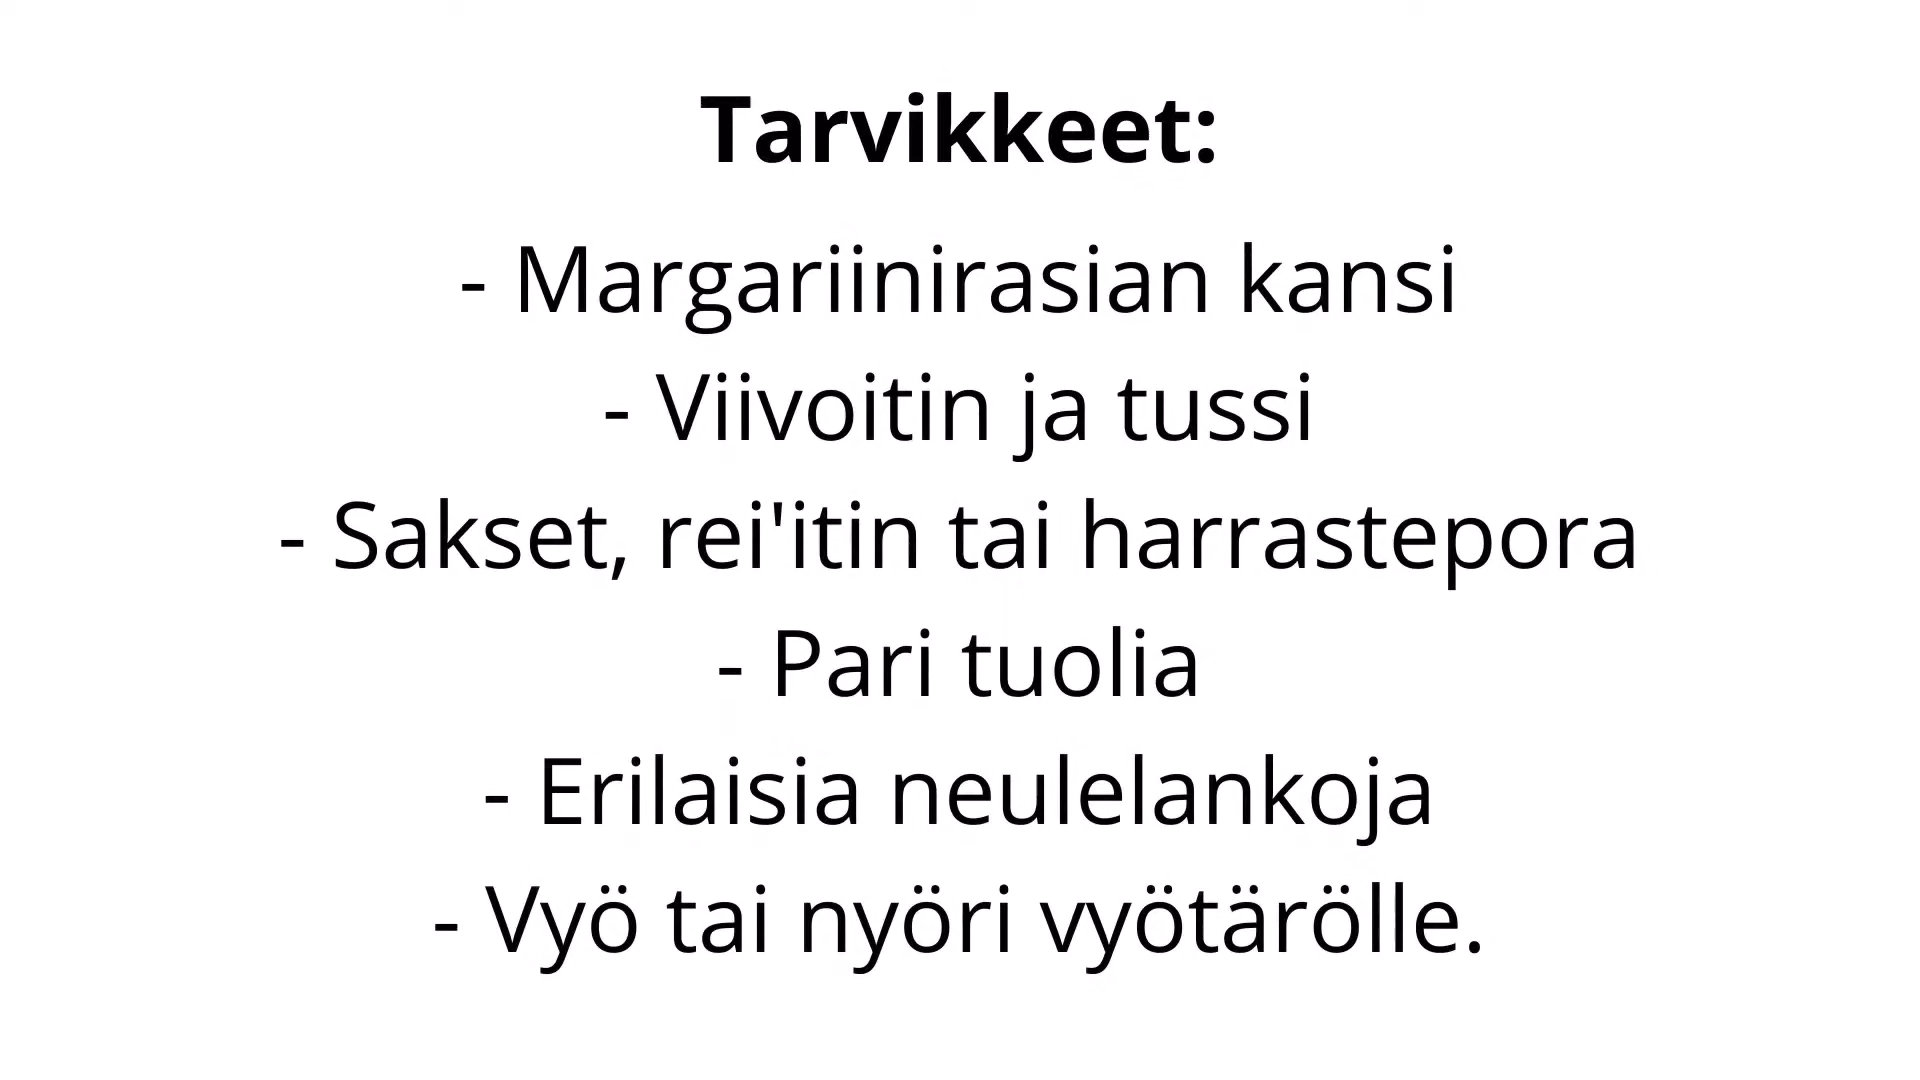 Tarvikkeet:
- Margariinirasian kansi
- Viivoitin ja tussi
- Sakset, rei'itin tai harrastepora
- Pari tuolia
- Erilaisia neulelankoja
- Vyö tai nyöri vyötärölle.